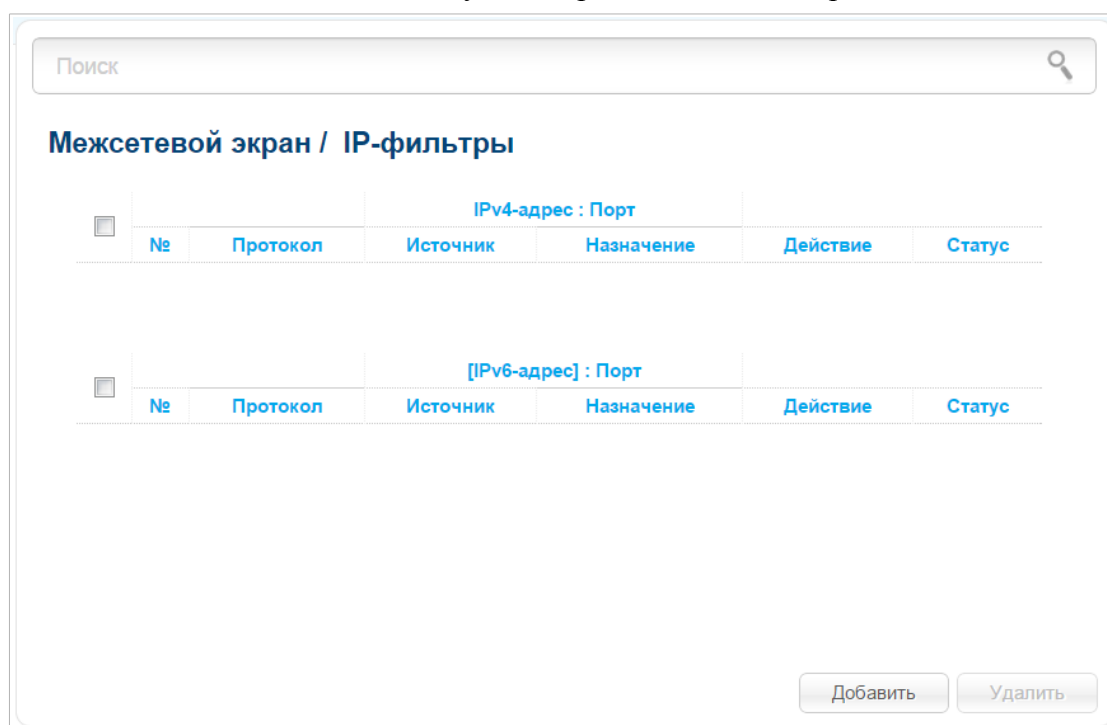 Поиск
Межсетевой экран / IP-фильтры
IPv4-адрес : Порт
№ Протокол Источник Назначение Действие Статус
[IPv6-адрес] : Порт
№ Протокол Источник Назначение Действие Статус
Добавить Удалить